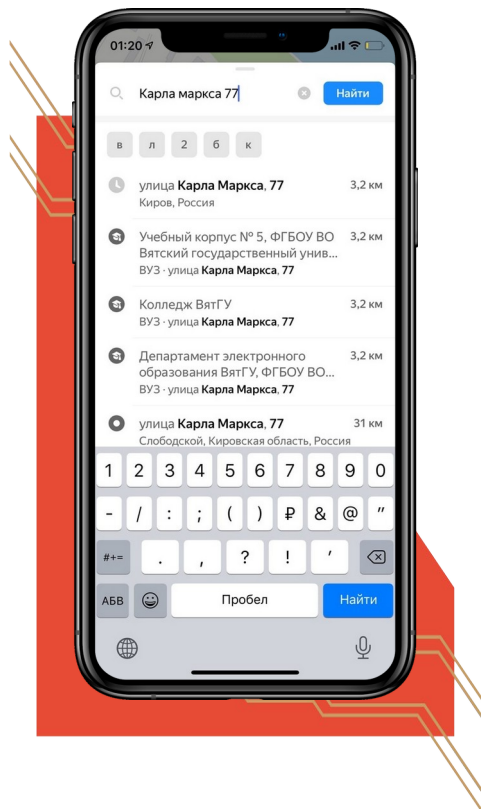 01:20
Карла маркса 77
Найти
в л 2 б к
улица Карла Маркса, 77 3,2 км
Киров, Россия
Учебный корпус № 5, ФГБОУ ВО 3,2 км
Вятский государственный унив...
ВУЗ · улица Карла Маркса, 77
Колледж ВятГУ 3,2 км
ВУЗ · улица Карла Маркса, 77
Департамент электронного 3,2 км
образования ВятГУ, ФГБОУ ВО...
ВУЗ · улица Карла Маркса, 77
улица Карла Маркса, 77 31 км
Слободской, Кировская область, Россия
1 2 3 4 5 6 7 8 9 0
- / : ; ( ) ₽ & @ "
#+= . , ? ! ′
АБВ Пробел Найти